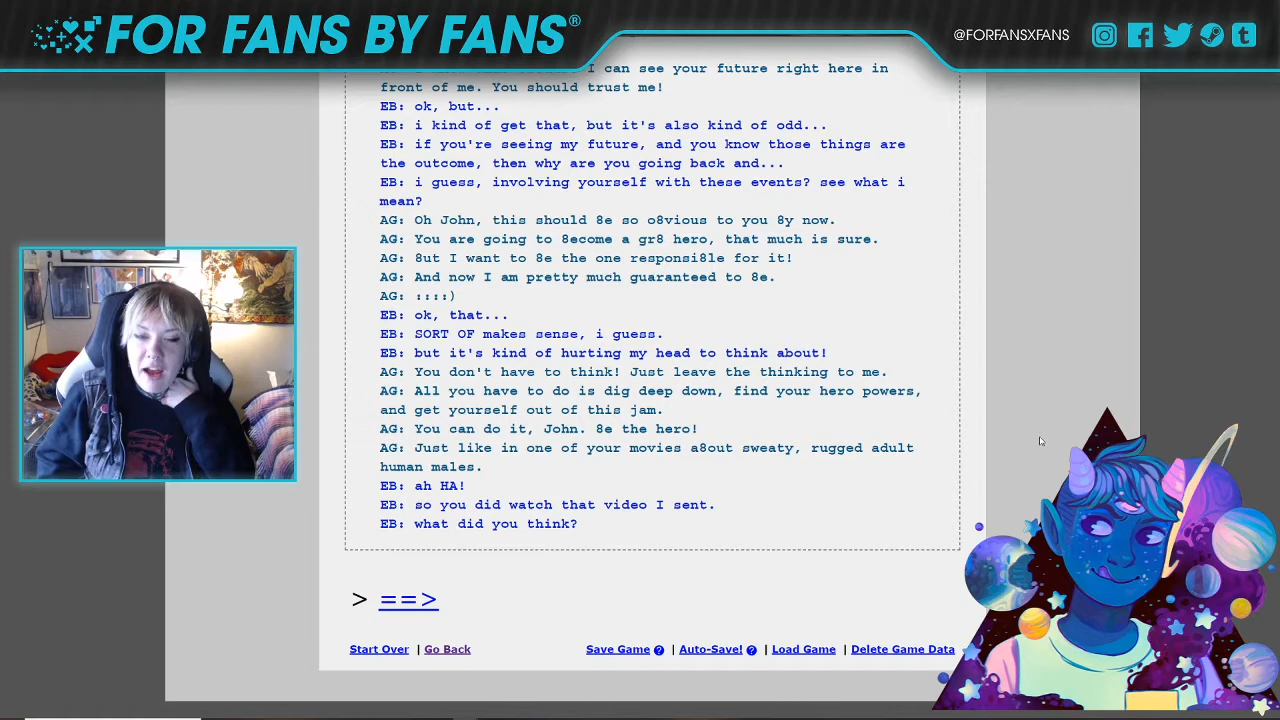 FOR FANS BY FANS®
@FORFANSXFANS
I can see your future right here in
front of me. You should trust me!
EB: ok, but...
EB: i kind of get that, but it's also kind of odd...
EB: if you're seeing my future, and you know those things are
the outcome, then why are you going back and...
EB: i guess, involving yourself with these events? see what i
mean?
AG: Oh John, this should 8e so o8vious to you 8y now.
AG: You are going to 8ecome a gr8 hero, that much is sure.
AG: 8ut I want to 8e the one responsi8le for it!
AG: And now I am pretty much guaranteed to 8e.
AG: ::::)
EB: ok, that...
EB: SORT OF makes sense, i guess.
EB: but it's kind of hurting my head to think about!
AG: You don't have to think! Just leave the thinking to me.
AG: All you have to do is dig deep down, find your hero powers,
and get yourself out of this jam.
AG: You can do it, John. 8e the hero!
AG: Just like in one of your movies a8out sweaty, rugged adult
human males.
EB: ah HA!
EB: so you did watch that video I sent.
EB: what did you think?
> ==>
Start Over | Go Back
Save Game ? | Auto-Save! ? | Load Game | Delete Game Data